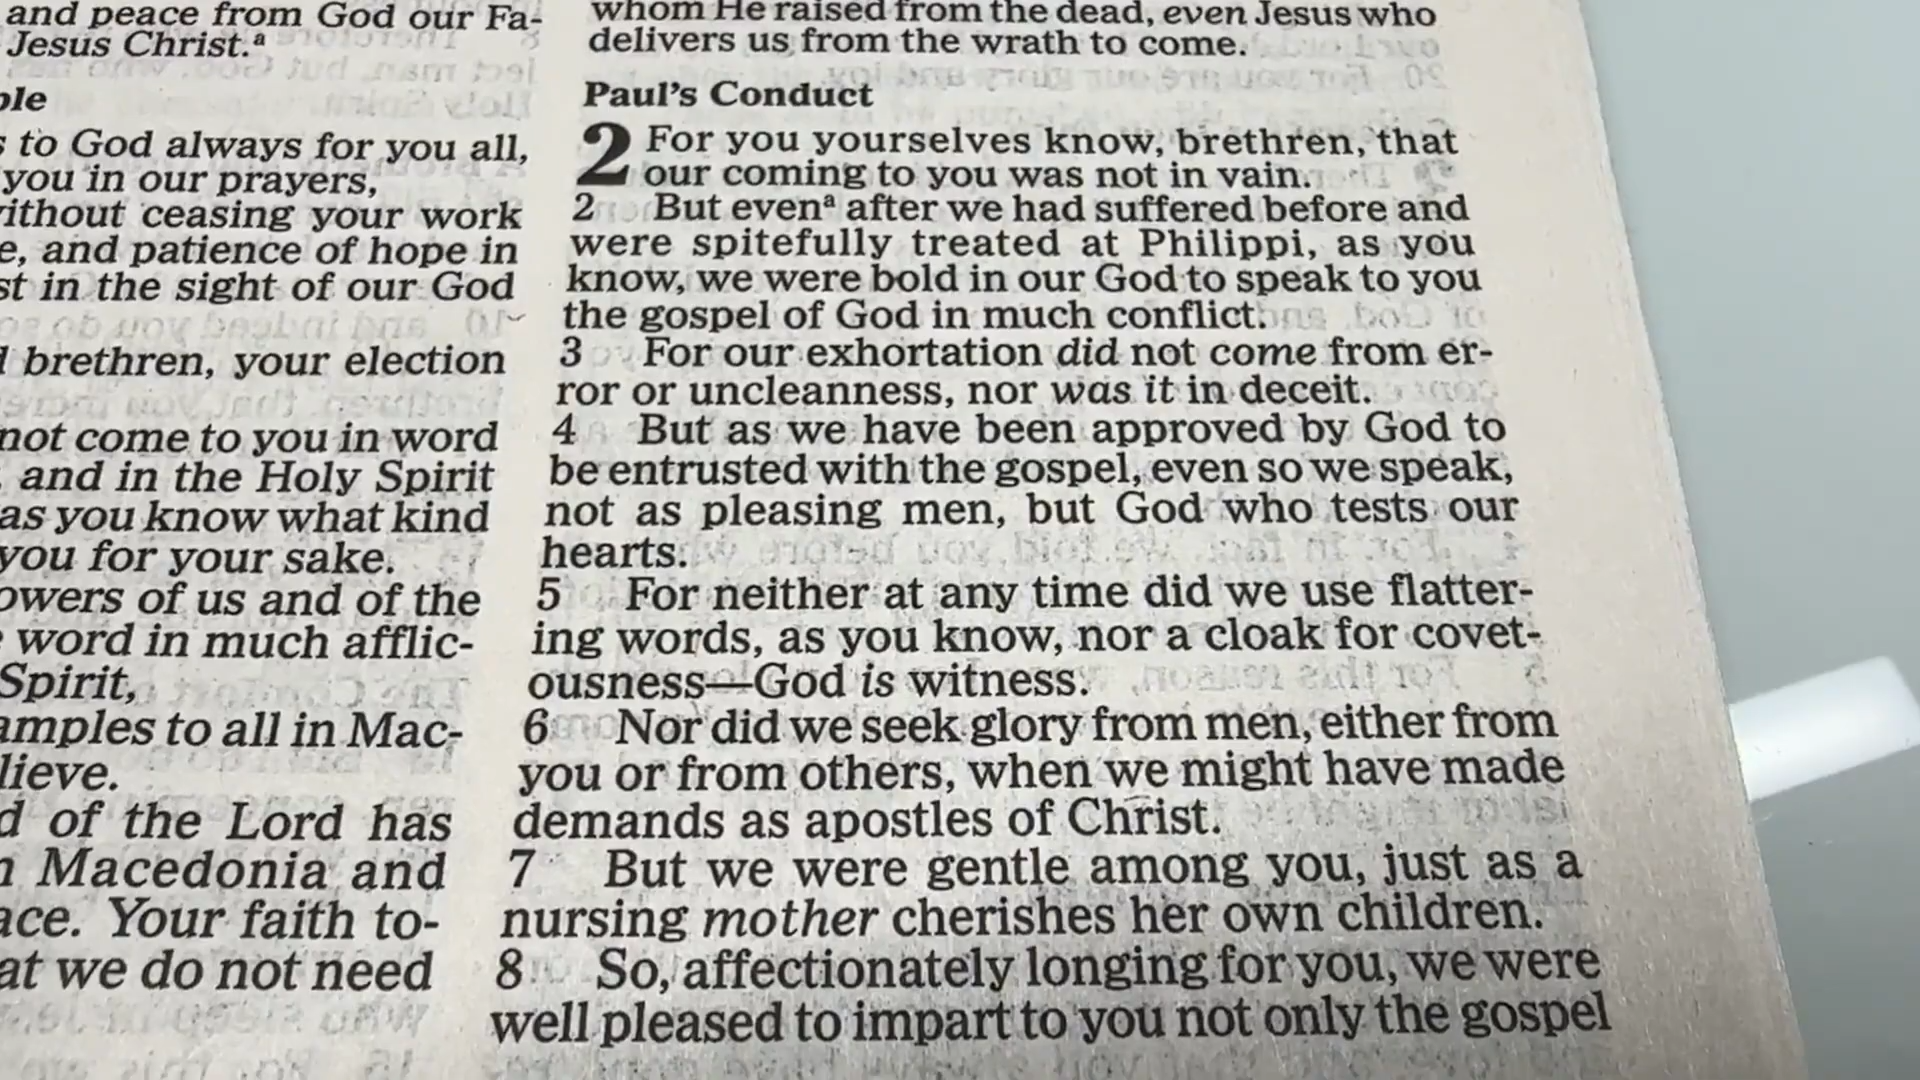 and peace from God our Fa-
Jesus Christ.a
to God always for you all,
you in our prayers,
ceasing your work
and patience of hope in
in the sight of our God
brethren, your election
not come to you in word
and in the Holy Spirit
as you know what kind
you for your sake.
of us and of the
word in much afflic-
Spirit,
to all in Mac-
of the Lord has
Macedonia and
Your faith to-
we do not need
whom He raised from the dead, even Jesus who
delivers us from the wrath to come.
Paul's Conduct
2 For you yourselves know, brethren, that
our coming to you was not in vain.
2 But evena after we had suffered before and
were spitefully treated at Philippi, as you
know, we were bold in our God to speak to you
the gospel of God in much conflict.
3 For our exhortation did not come from er-
ror or uncleanness, nor was it in deceit.
4 But as we have been approved by God to
be entrusted with the gospel, even so we speak,
not as pleasing men, but God who tests our
hearts.
5 For neither at any time did we use flatter-
ing words, as you know, nor a cloak for covet-
ousness—God is witness.
6 Nor did we seek glory from men, either from
you or from others, when we might have made
demands as apostles of Christ.
7 But we were gentle among you, just as a
nursing mother cherishes her own children.
8 So, affectionately longing for you, we were
well pleased to impart to you not only the gospel